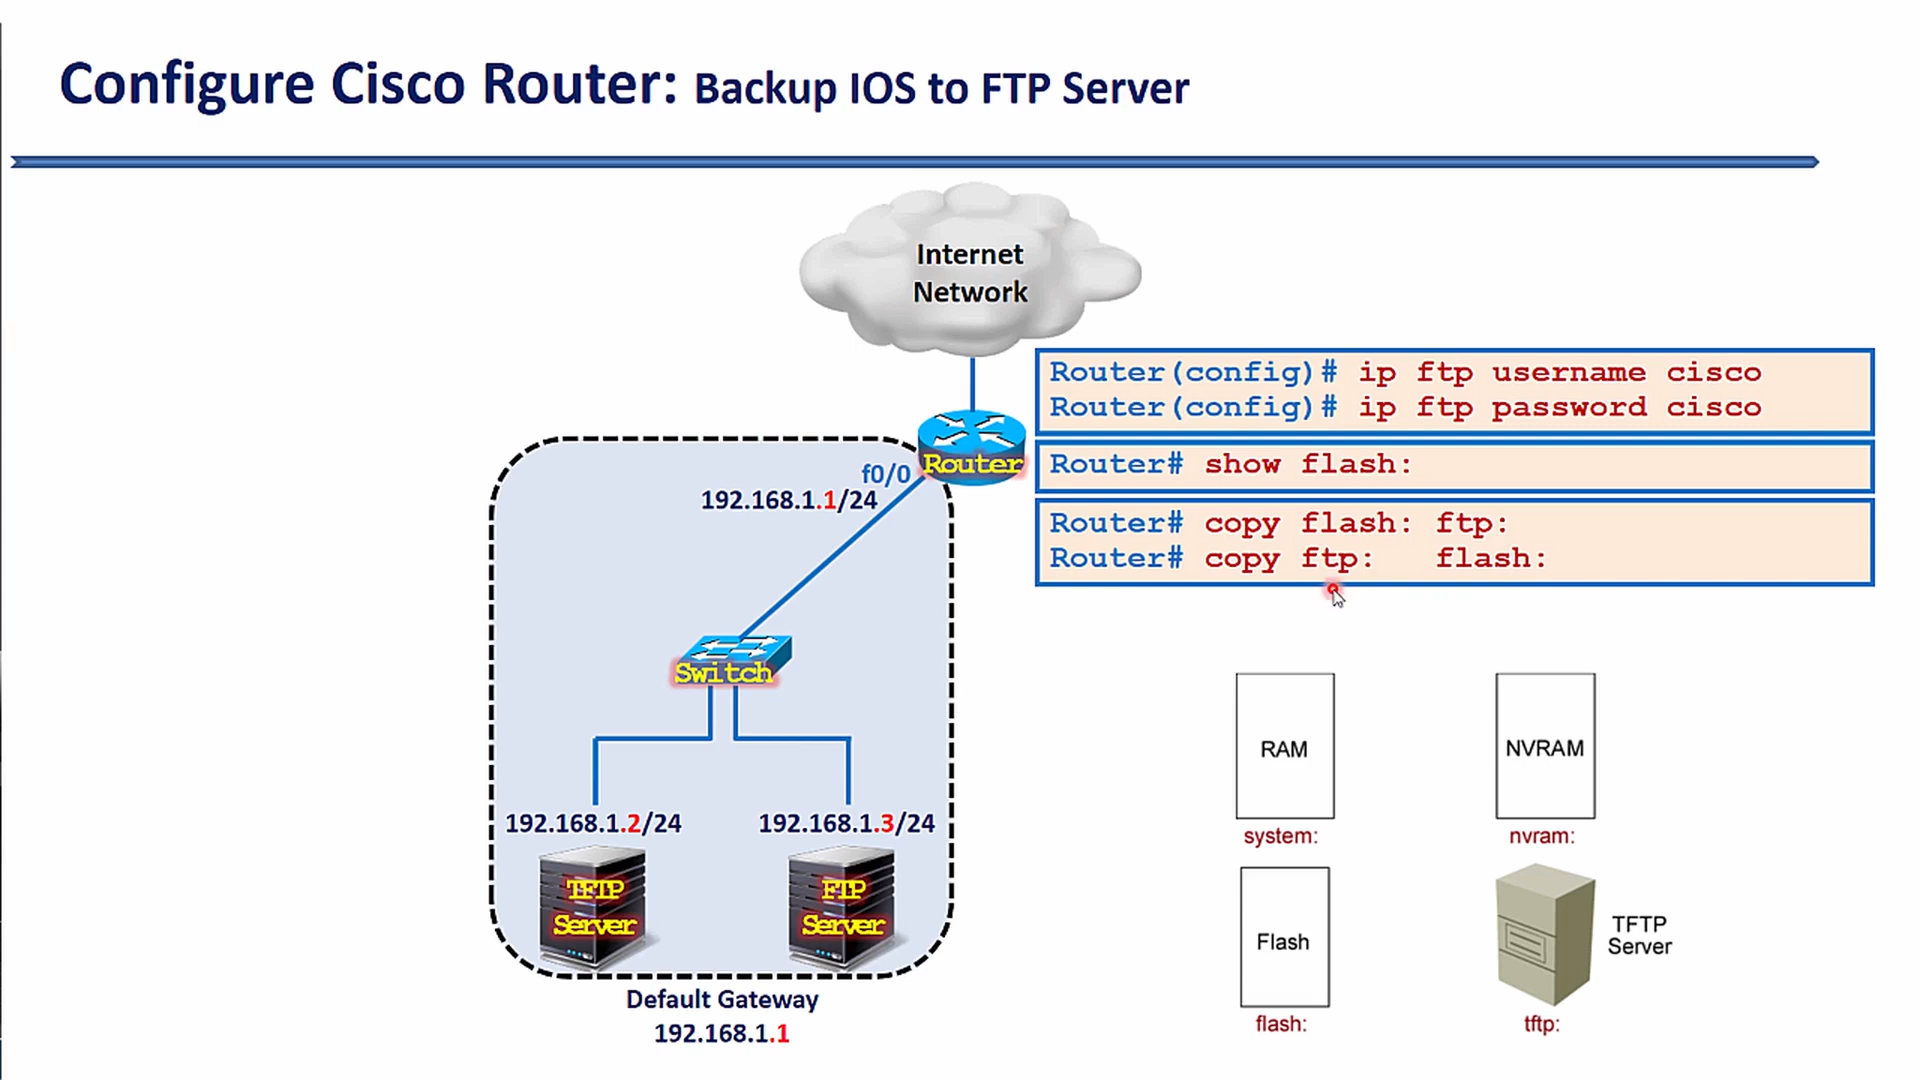 Configure Cisco Router: Backup IOS to FTP Server
Internet
Network
Router(config)# ip ftp username cisco
Router(config)# ip ftp password cisco
Router
Router# show flash:
f0/0
192.168.1.1/24
Router# copy flash: ftp:
Router# copy ftp: flash:
Switch
RAM
NVRAM
system:
nvram:
192.168.1.2/24
192.168.1.3/24
TFTP
Server
FTP
Server
Flash
TFTP
Server
flash:
tftp:
Default Gateway
192.168.1.1